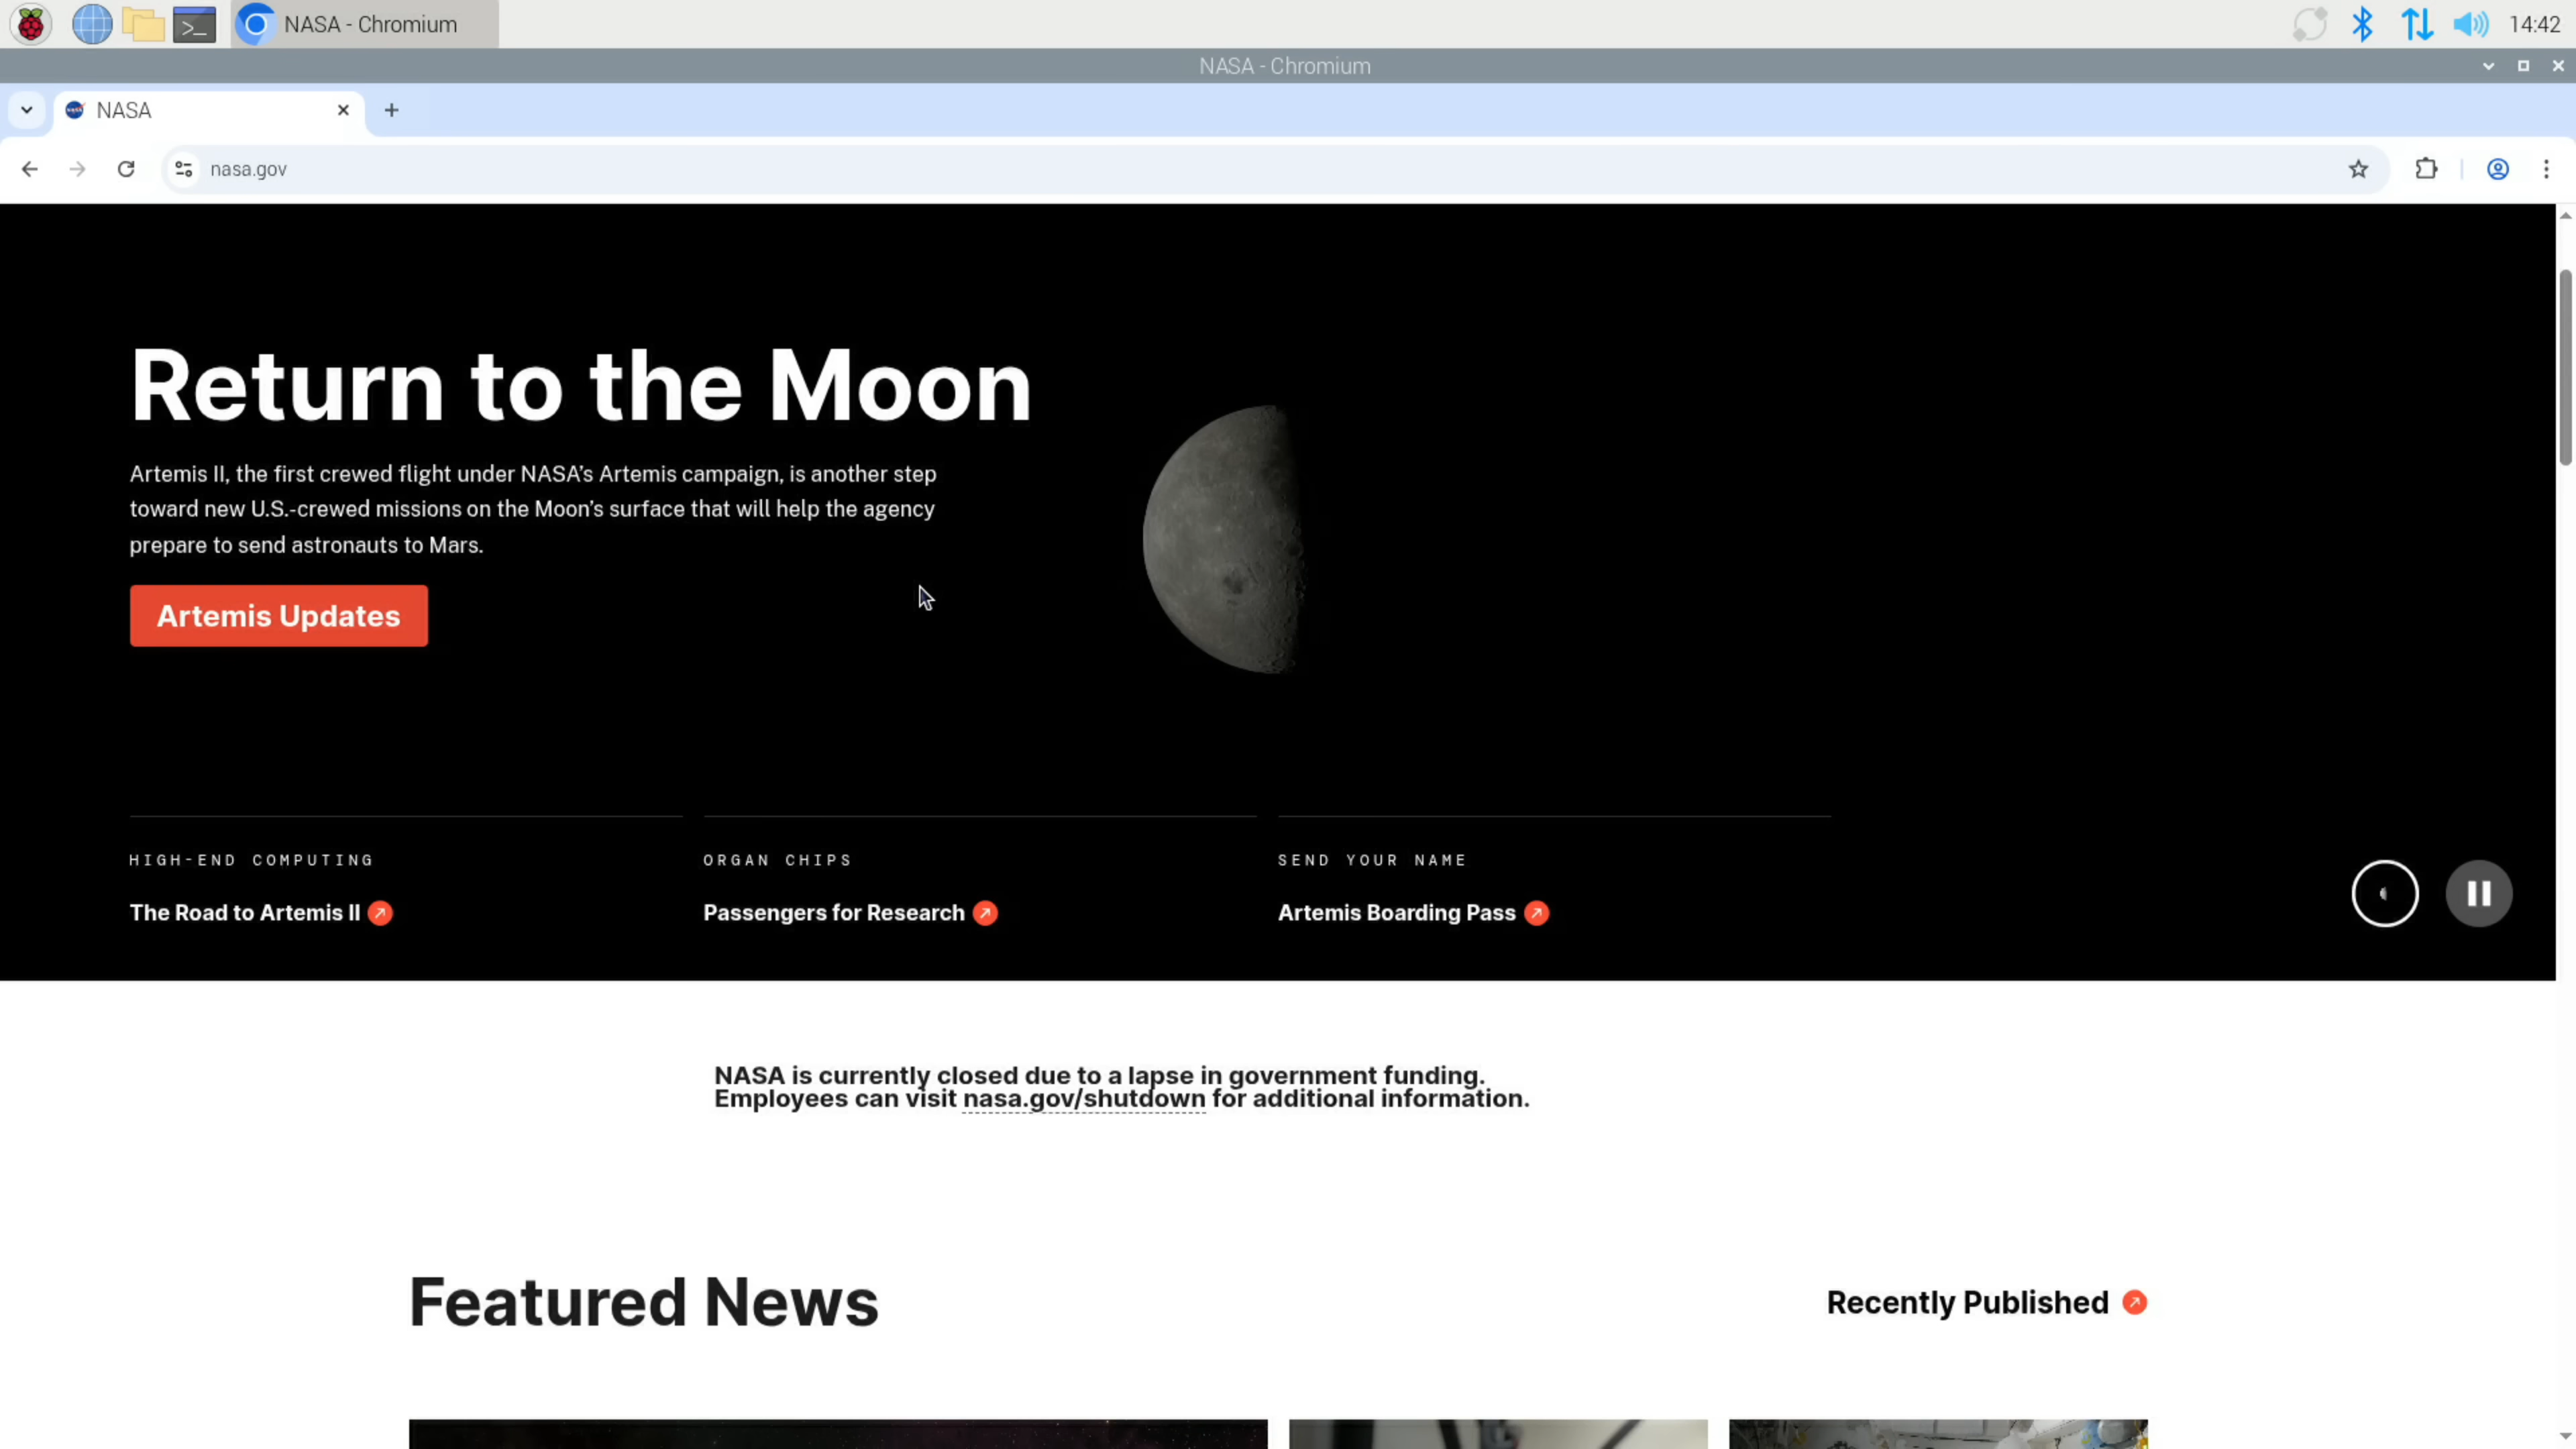 NASA - Chromium
14:42
NASA - Chromium
NASA
nasa.gov
Return to the Moon
Artemis II, the first crewed flight under NASA’s Artemis campaign, is another step
toward new U.S.-crewed missions on the Moon’s surface that will help the agency
prepare to send astronauts to Mars.
Artemis Updates
HIGH-END COMPUTING
The Road to Artemis II
ORGAN CHIPS
Passengers for Research
SEND YOUR NAME
Artemis Boarding Pass
NASA is currently closed due to a lapse in government funding.
Employees can visit nasa.gov/shutdown for additional information.
Featured News
Recently Published